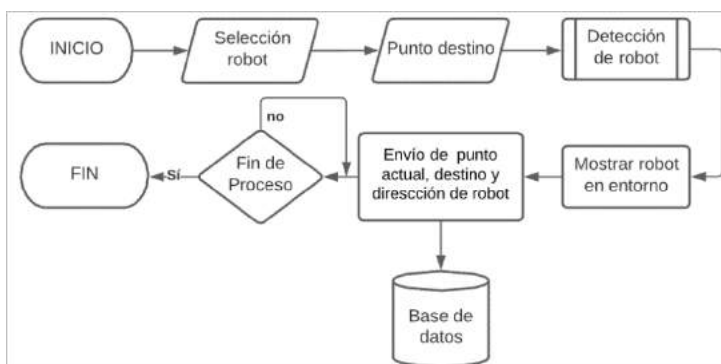 INICIO
Selección
robot
Punto destino
Detección
de robot
no
FIN
Sí
Fin de
Proceso
Envío de punto
actual, destino y
direscción de robot
Mostrar robot
en entorno
Base de
datos